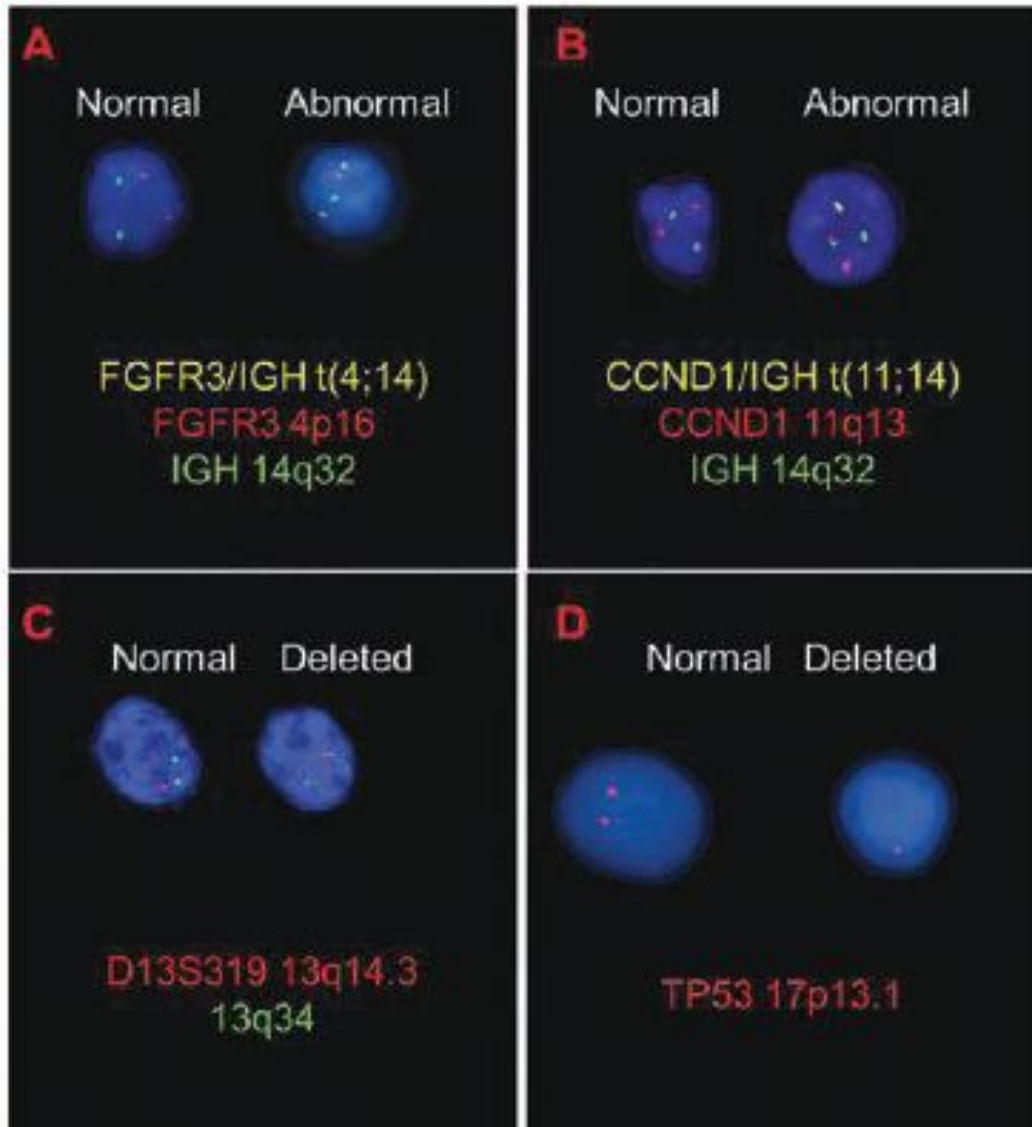 A
Normal Abnormal
FGFR3/IGH t(4;14)
FGFR3 4p16
IGH 14q32
B
Normal Abnormal
CCND1/IGH t(11;14)
CCND1 11q13
IGH 14q32
C
Normal Deleted
D13S319 13q14.3
13q34
D
Normal Deleted
TP53 17p13.1